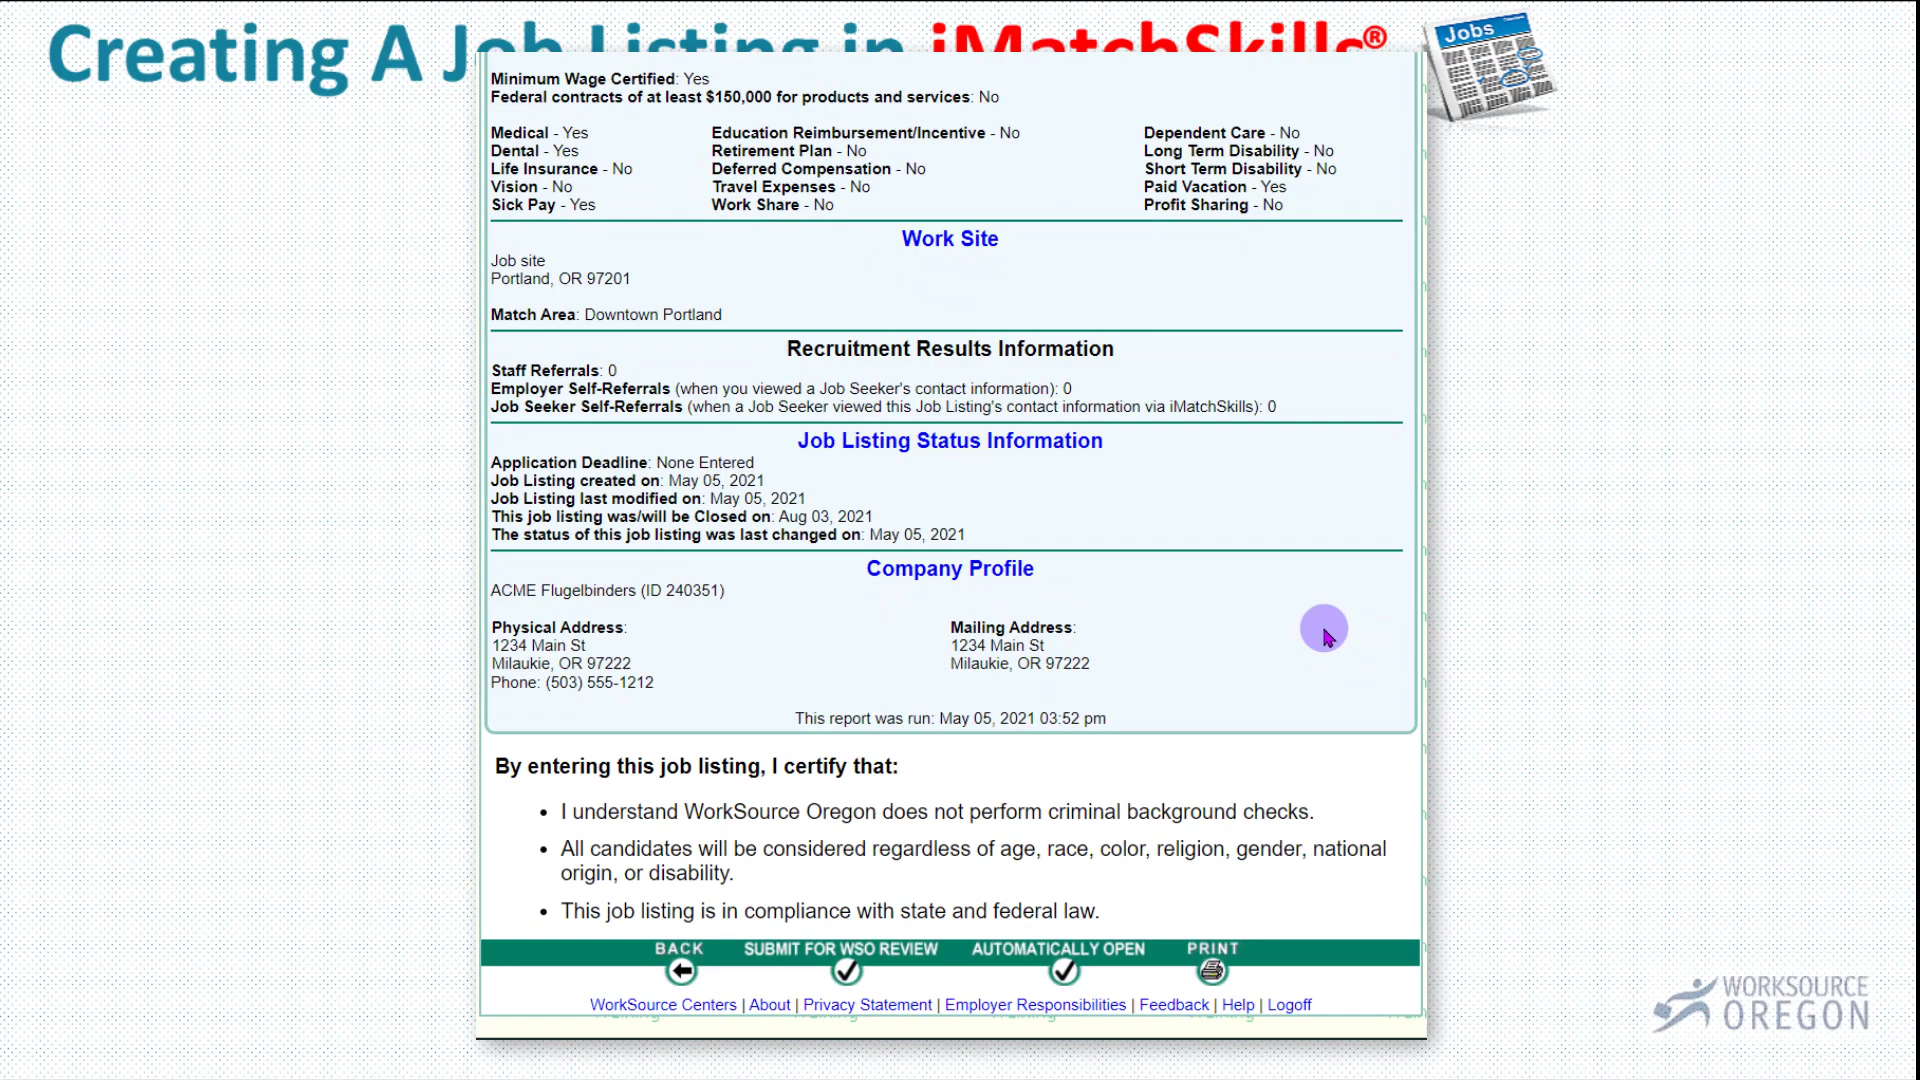 Creating A Job Listing in iMatchSkills®
Jobs
Minimum Wage Certified: Yes
Federal contracts of at least $150,000 for products and services: No
Medical - Yes Education Reimbursement/Incentive - No Dependent Care - No
Dental - Yes Retirement Plan - No Long Term Disability - No
Life Insurance - No Deferred Compensation - No Short Term Disability - No
Vision - No Travel Expenses - No Paid Vacation - Yes
Sick Pay - Yes Work Share - No Profit Sharing - No
Work Site
Job site
Portland, OR 97201
Match Area: Downtown Portland
Recruitment Results Information
Staff Referrals: 0
Employer Self-Referrals (when you viewed a Job Seeker's contact information): 0
Job Seeker Self-Referrals (when a Job Seeker viewed this Job Listing's contact information via iMatchSkills): 0
Job Listing Status Information
Application Deadline: None Entered
Job Listing created on: May 05, 2021
Job Listing last modified on: May 05, 2021
This job listing was/will be Closed on: Aug 03, 2021
The status of this job listing was last changed on: May 05, 2021
Company Profile
ACME Flugelbinders (ID 240351)
Physical Address: Mailing Address:
1234 Main St 1234 Main St
Milaukie, OR 97222 Milaukie, OR 97222
Phone: (503) 555-1212
This report was run: May 05, 2021 03:52 pm
By entering this job listing, I certify that:
• I understand WorkSource Oregon does not perform criminal background checks.
• All candidates will be considered regardless of age, race, color, religion, gender, national
origin, or disability.
• This job listing is in compliance with state and federal law.
BACK SUBMIT FOR WSO REVIEW AUTOMATICALLY OPEN PRINT
WorkSource Centers | About | Privacy Statement | Employer Responsibilities | Feedback | Help | Logoff
WORKSOURCE
OREGON